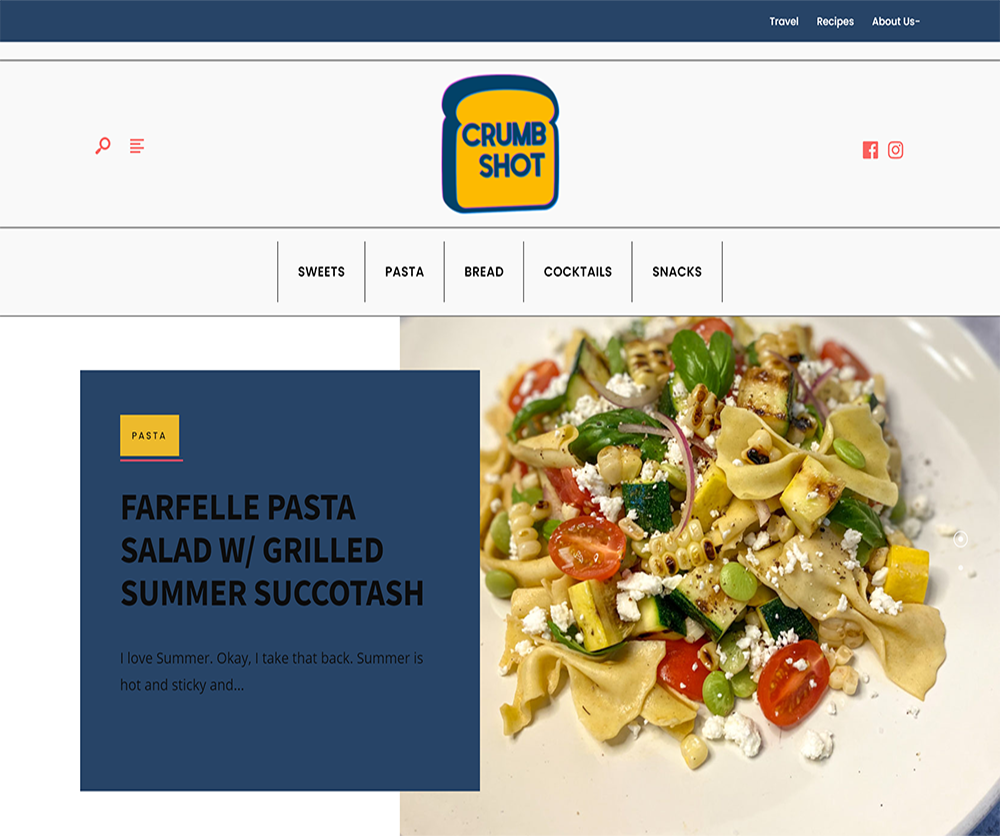 Travel Recipes About Us-
CRUMB
SHOT
SWEETS PASTA BREAD COCKTAILS SNACKS
PASTA
FARFELLE PASTA
SALAD W/ GRILLED
SUMMER SUCCOTASH
I love Summer. Okay, I take that back. Summer is
hot and sticky and...